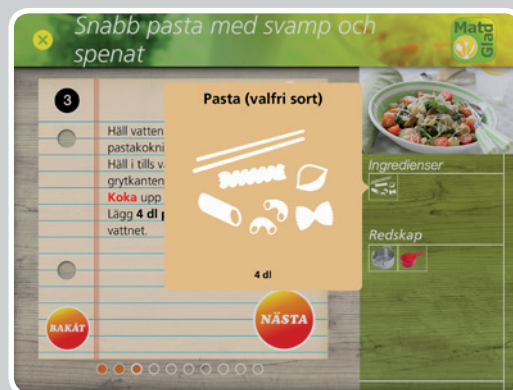 Snabb pasta med svamp och
spenat
Mat
Glad
3
Pasta (valfri sort)
Häll vatten
pastakokni
Häll i tills v
grytkanten
Koka upp
Lägg 4 dl p
vattnet.
4 dl
BAKÅT
NÄSTA
Ingredienser
Redskap